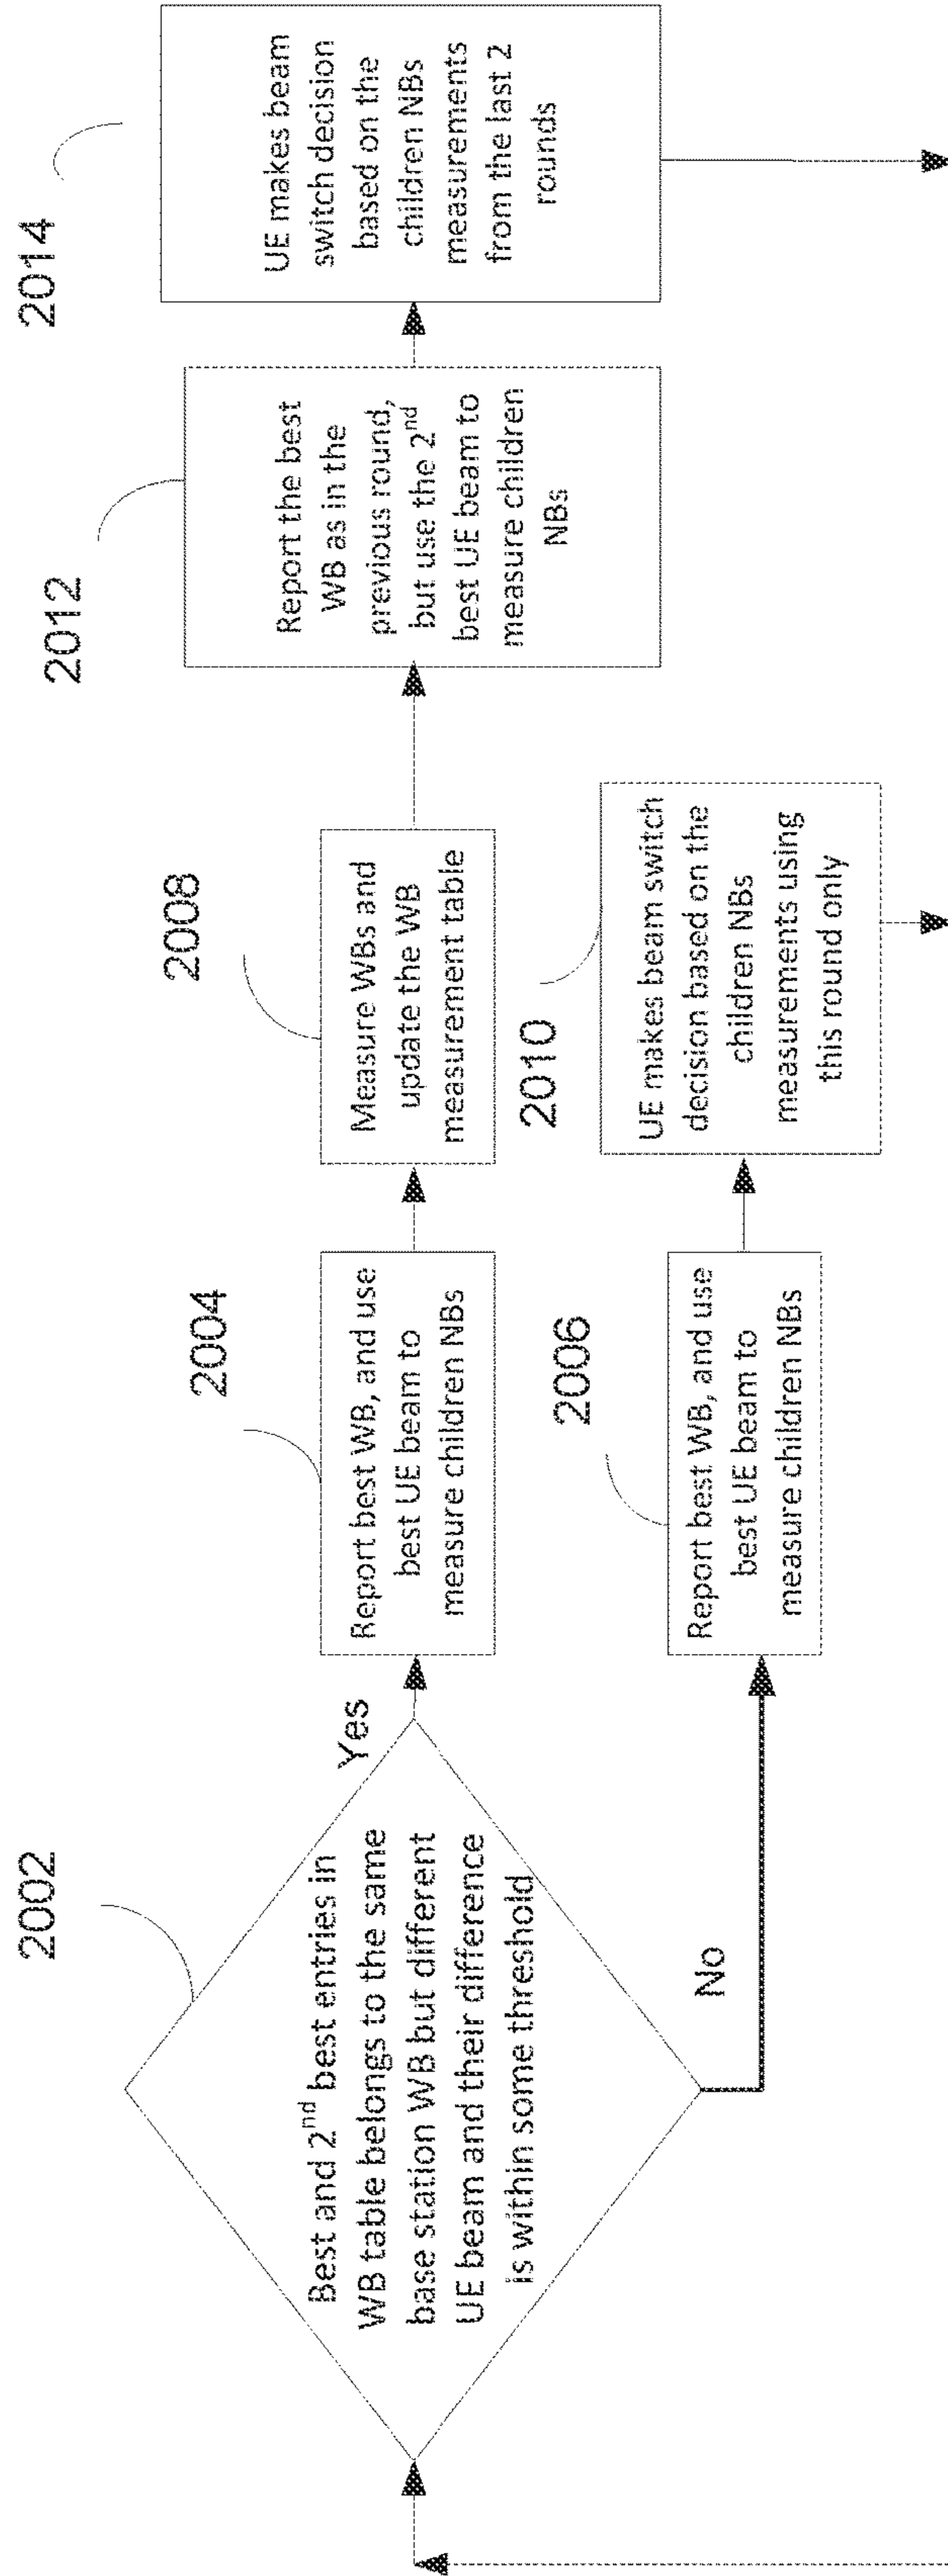 2002
Best and 2nd best entries in
WB table belongs to the same
base station WB but different
UE beam and their difference
is within some threshold
Yes
No
2004
Report best WB, and use
best UE beam to
measure children NBs
2006
Report best WB, and use
best UE beam to
measure children NBs
2008
Measure WBs and
update the WB
measurement table
2010
UE makes beam switch
decision based on the
children NBs
measurements using
this round only
2012
Report the best
WB as in the
previous round,
but use the 2nd
best UE beam to
measure children
NBs
2014
UE makes beam
switch decision
based on the
children NBs
measurements
from the last 2
rounds